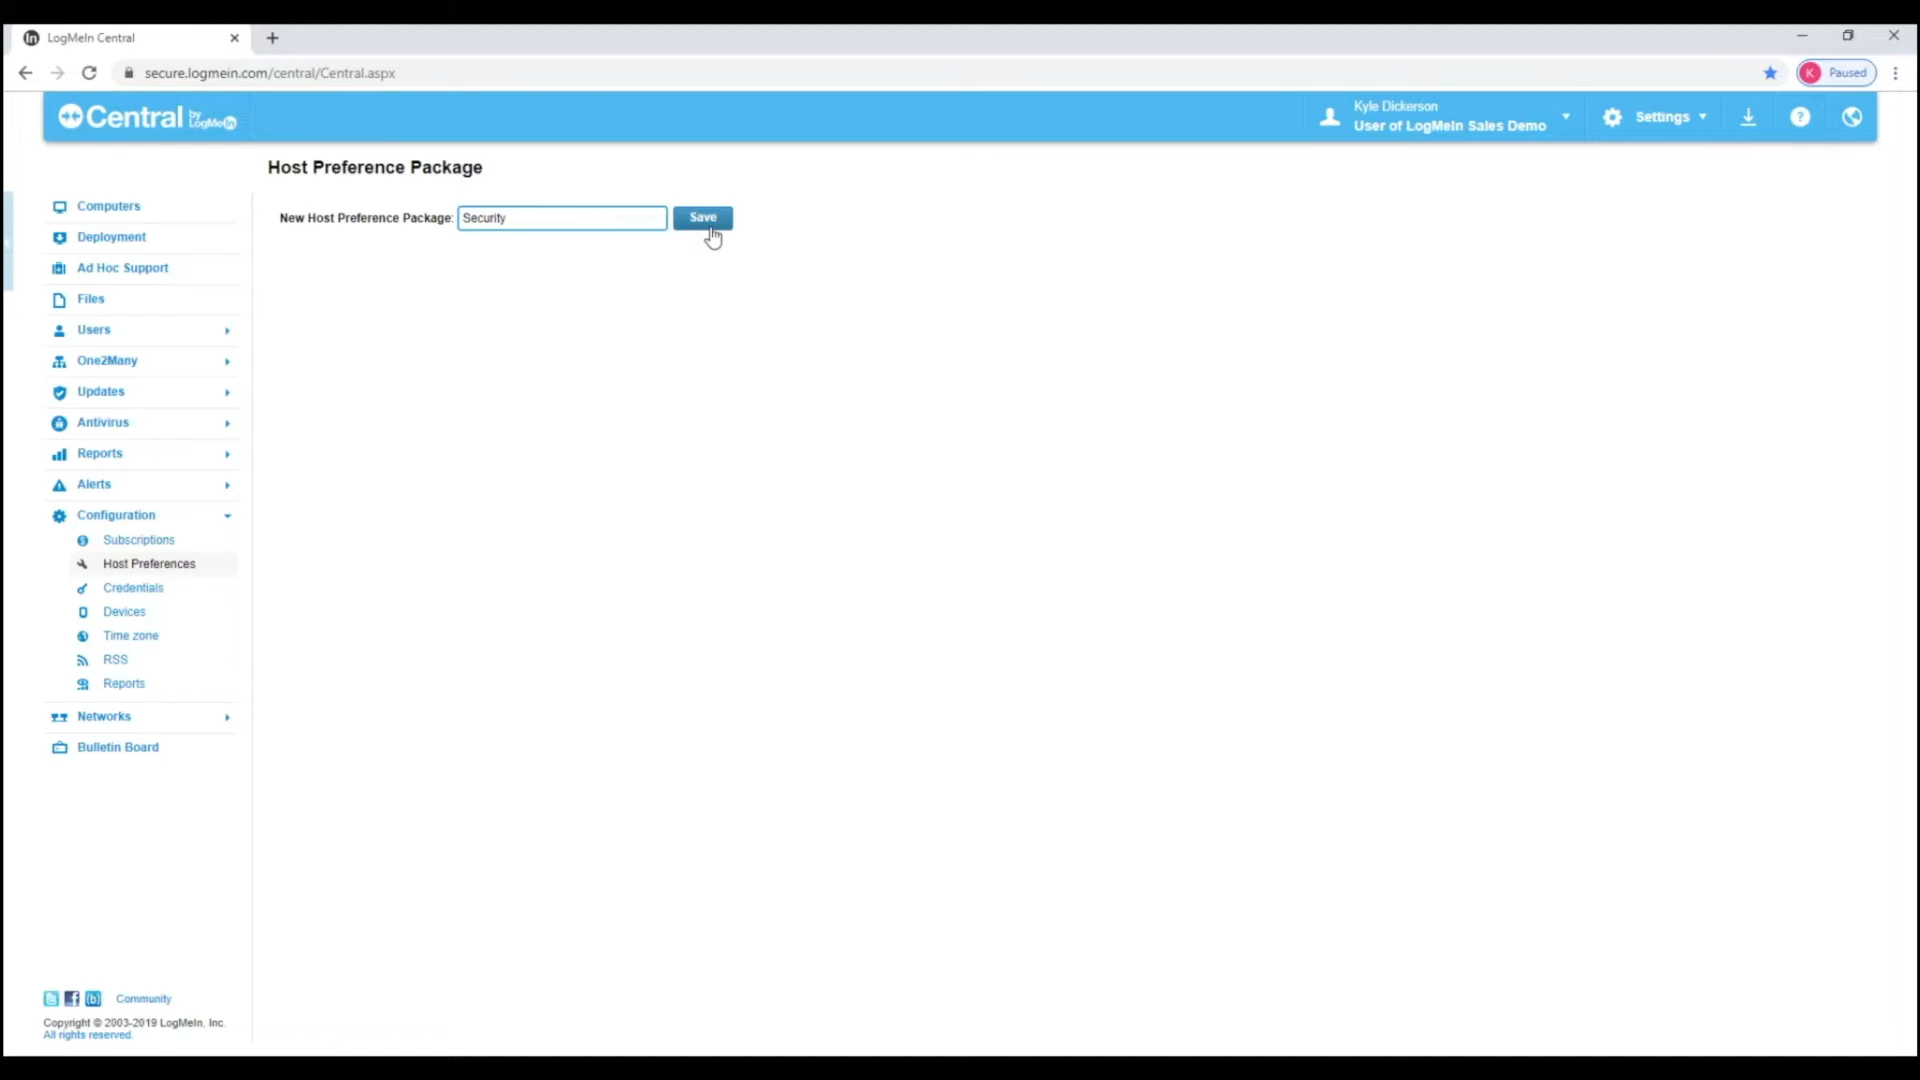 LogMeIn Central
secure.logmein.com/central/Central.aspx
K
Paused
Central by LogMeIn
Kyle Dickerson
User of LogMeIn Sales Demo
Settings
?
Host Preference Package
Computers
Deployment
Ad Hoc Support
Files
Users
One2Many
Updates
Antivirus
Reports
Alerts
Configuration
Subscriptions
Host Preferences
Credentials
Devices
Time zone
RSS
Reports
Networks
Bulletin Board
New Host Preference Package: Security
Save
Community
Copyright © 2003-2019 LogMeIn, Inc.
All rights reserved.